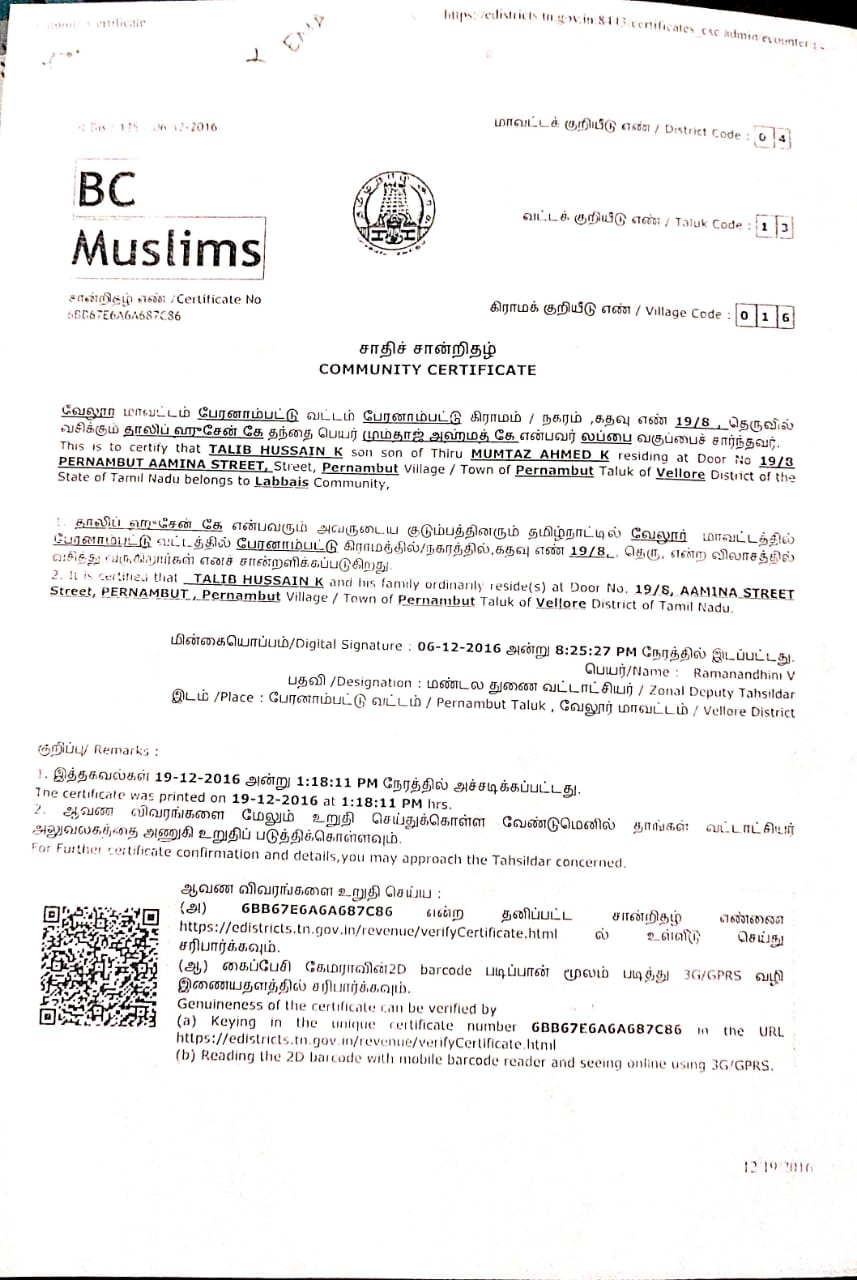 https://edistricts.tn.gov.in:8443/certificates_csc/admin/ecounter
06-12-2016
மாவட்டக் குறியீடு எண் / District Code : 0 4
BC
Muslims
வட்டக் குறியீடு எண் / Taluk Code : 1 3
சான்றிதழ் எண் /Certificate No
6BB67E6A6A687C86
கிராமக் குறியீடு எண் / Village Code : 0 1 6
சாதிச் சான்றிதழ்
COMMUNITY CERTIFICATE
வேலூர் மாவட்டம் பேரனாம்பட்டு வட்டம் பேரனாம்பட்டு கிராமம் / நகரம் ,கதவு எண் 19/8 , தெருவில்
வசிக்கும் தாலிப் ஹுசேன் கே தந்தை பெயர் மும்தாஜ் அஹ்மத் கே என்பவர் லப்பை வகுப்பைச் சார்ந்தவர்.
This is to certify that TALIB HUSSAIN K son son of Thiru MUMTAZ AHMED K residing at Door No 19/8
PERNAMBUT AAMINA STREET, Street, Pernambut Village / Town of Pernambut Taluk of Vellore District of the
State of Tamil Nadu belongs to Labbais Community,
1. தாலிப் ஹுசேன் கே என்பவரும் அவருடைய குடும்பத்தினரும் தமிழ்நாட்டில் வேலூர் மாவட்டத்தில்
பேரனாம்பட்டு வட்டத்தில் பேரனாம்பட்டு கிராமத்தில்/நகரத்தில்,கதவு எண் 19/8, , தெரு, என்ற விலாசத்தில்
வசித்து வருகிறார்கள் எனச் சான்றளிக்கப்படுகிறது.
2. It is certified that TALIB HUSSAIN K and his family ordinarily reside(s) at Door No. 19/8, AAMINA STREET
Street, PERNAMBUT , Pernambut Village / Town of Pernambut Taluk of Vellore District of Tamil Nadu.
மின்கையொப்பம்/Digital Signature : 06-12-2016 அன்று 8:25:27 PM நேரத்தில் இடப்பட்டது.
பெயர்/Name : Ramanandhini V
பதவி /Designation : மண்டல துணை வட்டாட்சியர் / Zonal Deputy Tahsildar
இடம் /Place : பேரனாம்பட்டு வட்டம் / Pernambut Taluk , வேலூர் மாவட்டம் / Vellore District
குறிப்பு/ Remarks :
1. இத்தகவல்கள் 19-12-2016 அன்று 1:18:11 PM நேரத்தில் அச்சடிக்கப்பட்டது.
The certificate was printed on 19-12-2016 at 1:18:11 PM hrs.
2. ஆவண விவரங்களை மேலும் உறுதி செய்துக்கொள்ள வேண்டுமெனில் தாங்கள் வட்டாட்சியர்
அலுவலகத்தை அணுகி உறுதிப் படுத்திக்கொள்ளவும்.
For Further certificate confirmation and details,you may approach the Tahsildar concerned.
ஆவண விவரங்களை உறுதி செய்ய :
(அ) 6BB67E6A6A687C86 என்ற தனிப்பட்ட சான்றிதழ் எண்ணை
https://edistricts.tn.gov.in/revenue/verifyCertificate.html ல் உள்ளீடு செய்து
சரிபார்க்கவும்.
(ஆ) கைப்பேசி கேமராவின்2D barcode படிப்பான் மூலம் படித்து 3G/GPRS வழி
இணையதளத்தில் சரிபார்க்கவும்.
Genuineness of the certificate can be verified by
(a) Keying in the unique certificate number 6BB67E6A6A687C86 in the URL
https://edistricts.tn.gov.in/revenue/verifyCertificate.html
(b) Reading the 2D barcode with mobile barcode reader and seeing online using 3G/GPRS.
12/19/2016